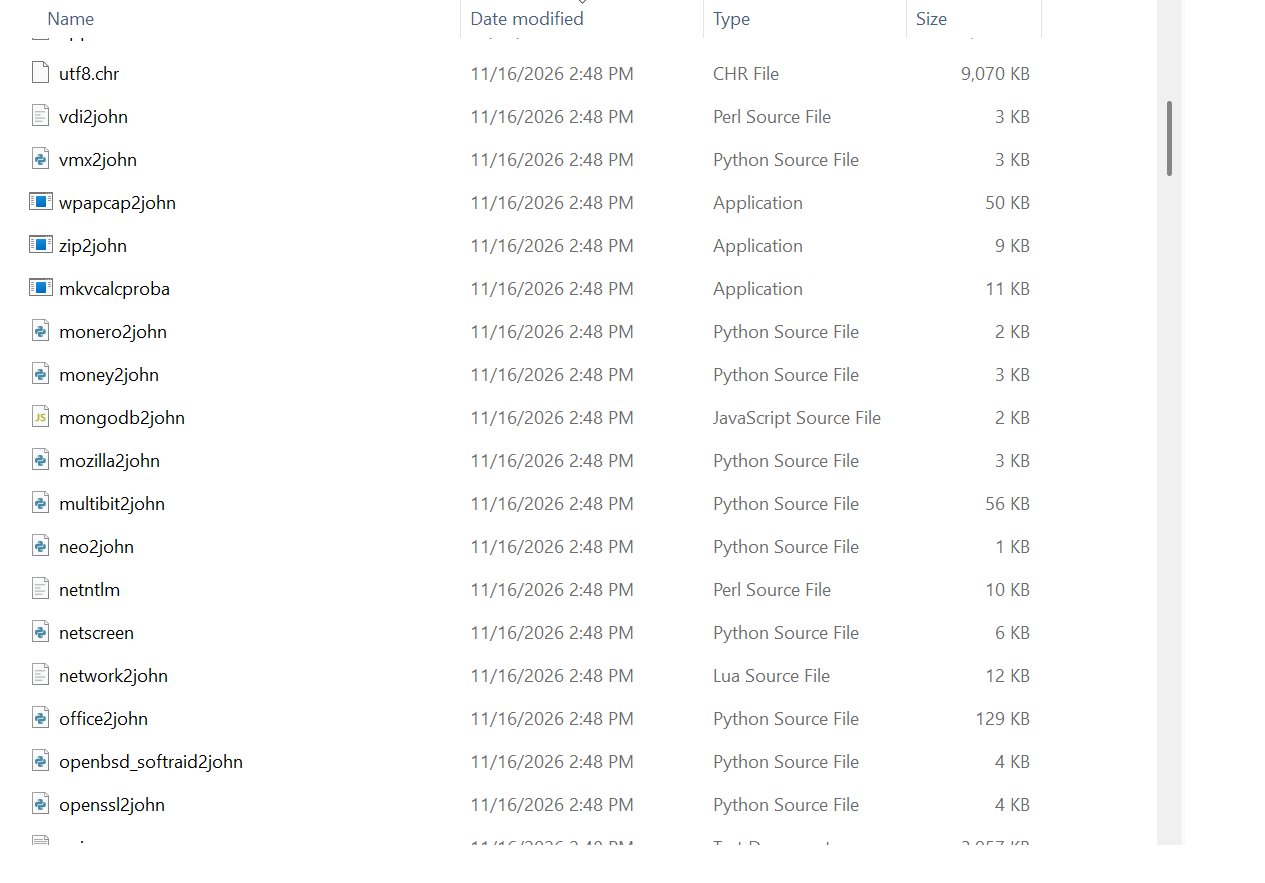 Name Date modified Type Size
utf8.chr 11/16/2026 2:48 PM CHR File 9,070 KB
vdi2john 11/16/2026 2:48 PM Perl Source File 3 KB
vmx2john 11/16/2026 2:48 PM Python Source File 3 KB
wpapcap2john 11/16/2026 2:48 PM Application 50 KB
zip2john 11/16/2026 2:48 PM Application 9 KB
mkvcalcproba 11/16/2026 2:48 PM Application 11 KB
monero2john 11/16/2026 2:48 PM Python Source File 2 KB
money2john 11/16/2026 2:48 PM Python Source File 3 KB
JS mongodb2john 11/16/2026 2:48 PM JavaScript Source File 2 KB
mozilla2john 11/16/2026 2:48 PM Python Source File 3 KB
multibit2john 11/16/2026 2:48 PM Python Source File 56 KB
neo2john 11/16/2026 2:48 PM Python Source File 1 KB
netntlm 11/16/2026 2:48 PM Perl Source File 10 KB
netscreen 11/16/2026 2:48 PM Python Source File 6 KB
network2john 11/16/2026 2:48 PM Lua Source File 12 KB
office2john 11/16/2026 2:48 PM Python Source File 129 KB
openbsd_softraid2john 11/16/2026 2:48 PM Python Source File 4 KB
openssl2john 11/16/2026 2:48 PM Python Source File 4 KB